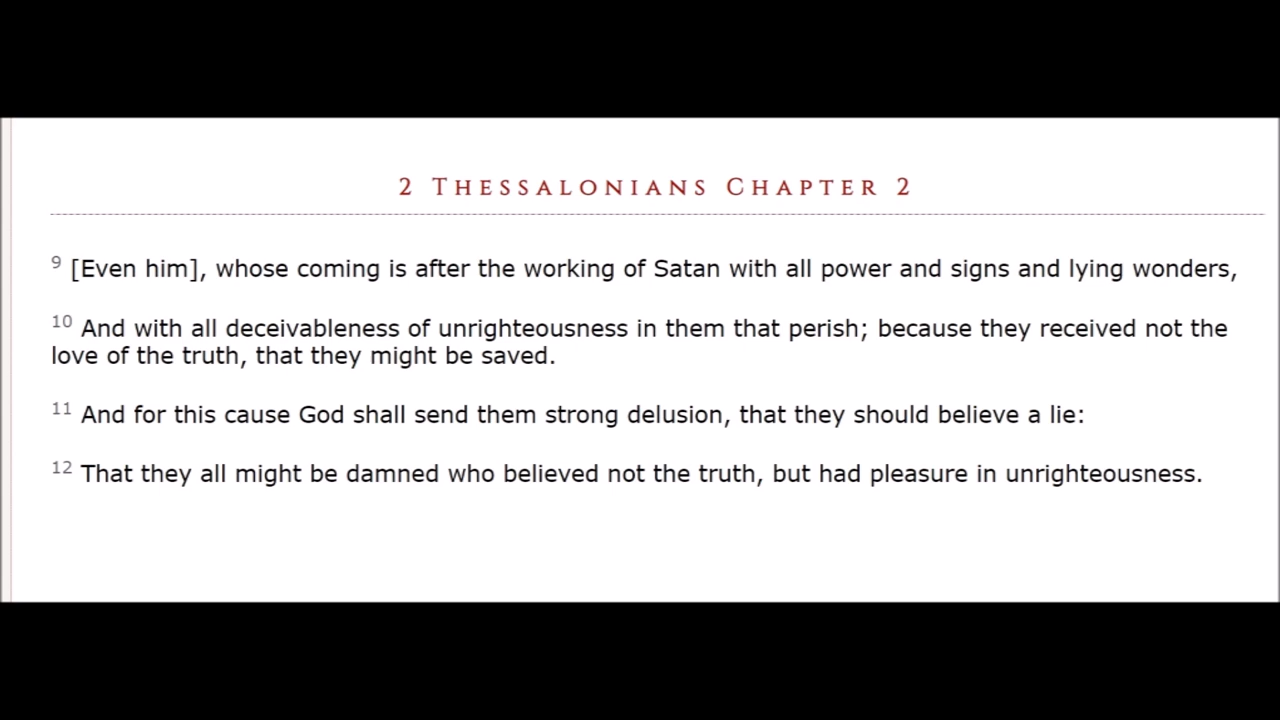 2 Thessalonians Chapter 2
9 [Even him], whose coming is after the working of Satan with all power and signs and lying wonders,
10 And with all deceivableness of unrighteousness in them that perish; because they received not the
love of the truth, that they might be saved.
11 And for this cause God shall send them strong delusion, that they should believe a lie:
12 That they all might be damned who believed not the truth, but had pleasure in unrighteousness.